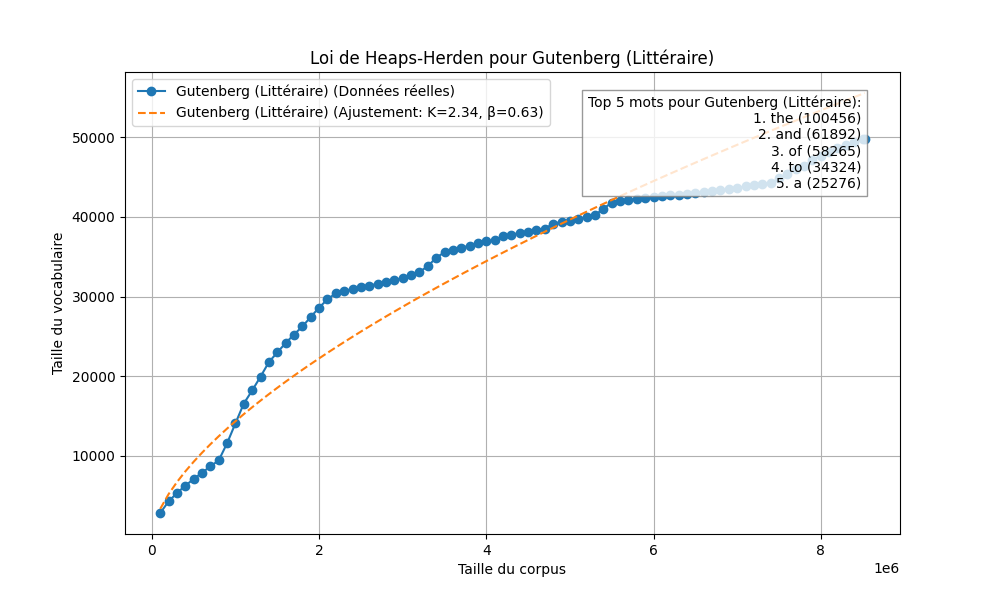 Loi de Heaps-Herden pour Gutenberg (Littéraire)
Gutenberg (Littéraire) (Données réelles)
Gutenberg (Littéraire) (Ajustement: K=2.34, β=0.63)
Top 5 mots pour Gutenberg (Littéraire):
1. the (100456)
2. and (61892)
3. of (58265)
4. to (34324)
5. a (25276)
Taille du vocabulaire
50000
40000
30000
20000
10000
0 2 4 6 8
1e6
Taille du corpus